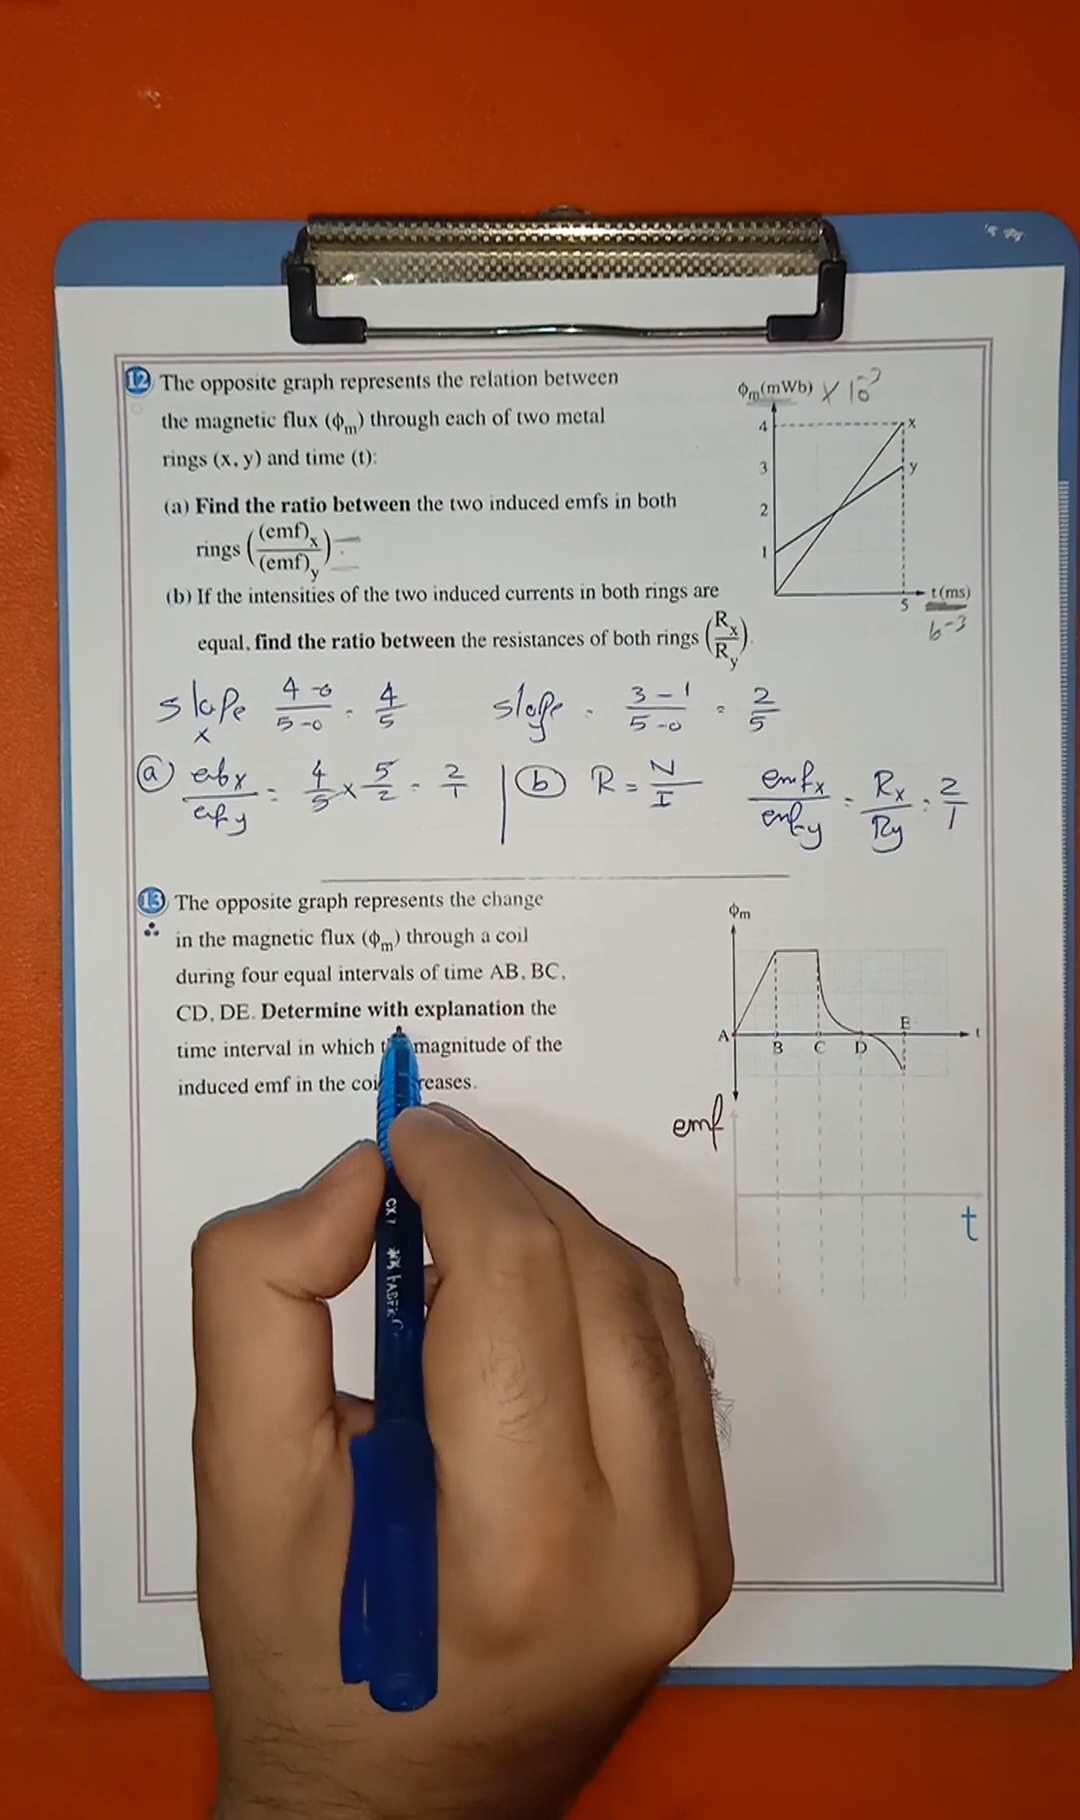 12 The opposite graph represents the relation between
the magnetic flux (ϕm) through each of two metal
rings (x, y) and time (t):
(a) Find the ratio between the two induced emfs in both
rings ((emf)x / (emf)y) =
(b) If the intensities of the two induced currents in both rings are
equal, find the ratio between the resistances of both rings (Rx / Ry).
ϕm(mWb) × 10⁻³
4
3
2
1
x
y
5
t(ms)
10⁻³
slope x 4-0 / 5-0 = 4/5
slope y = 3-1 / 5-0 = 2/5
(a) emfx / emfy = 4/5 × 5/2 = 2/1
(b) R = V/I emfx / emfy = Rx / Ry = 2/1
13 The opposite graph represents the change
in the magnetic flux (ϕm) through a coil
during four equal intervals of time AB, BC,
CD, DE. Determine with explanation the
time interval in which magnitude of the
induced emf in the
ϕm
A
B
C
D
E
t
emf
t